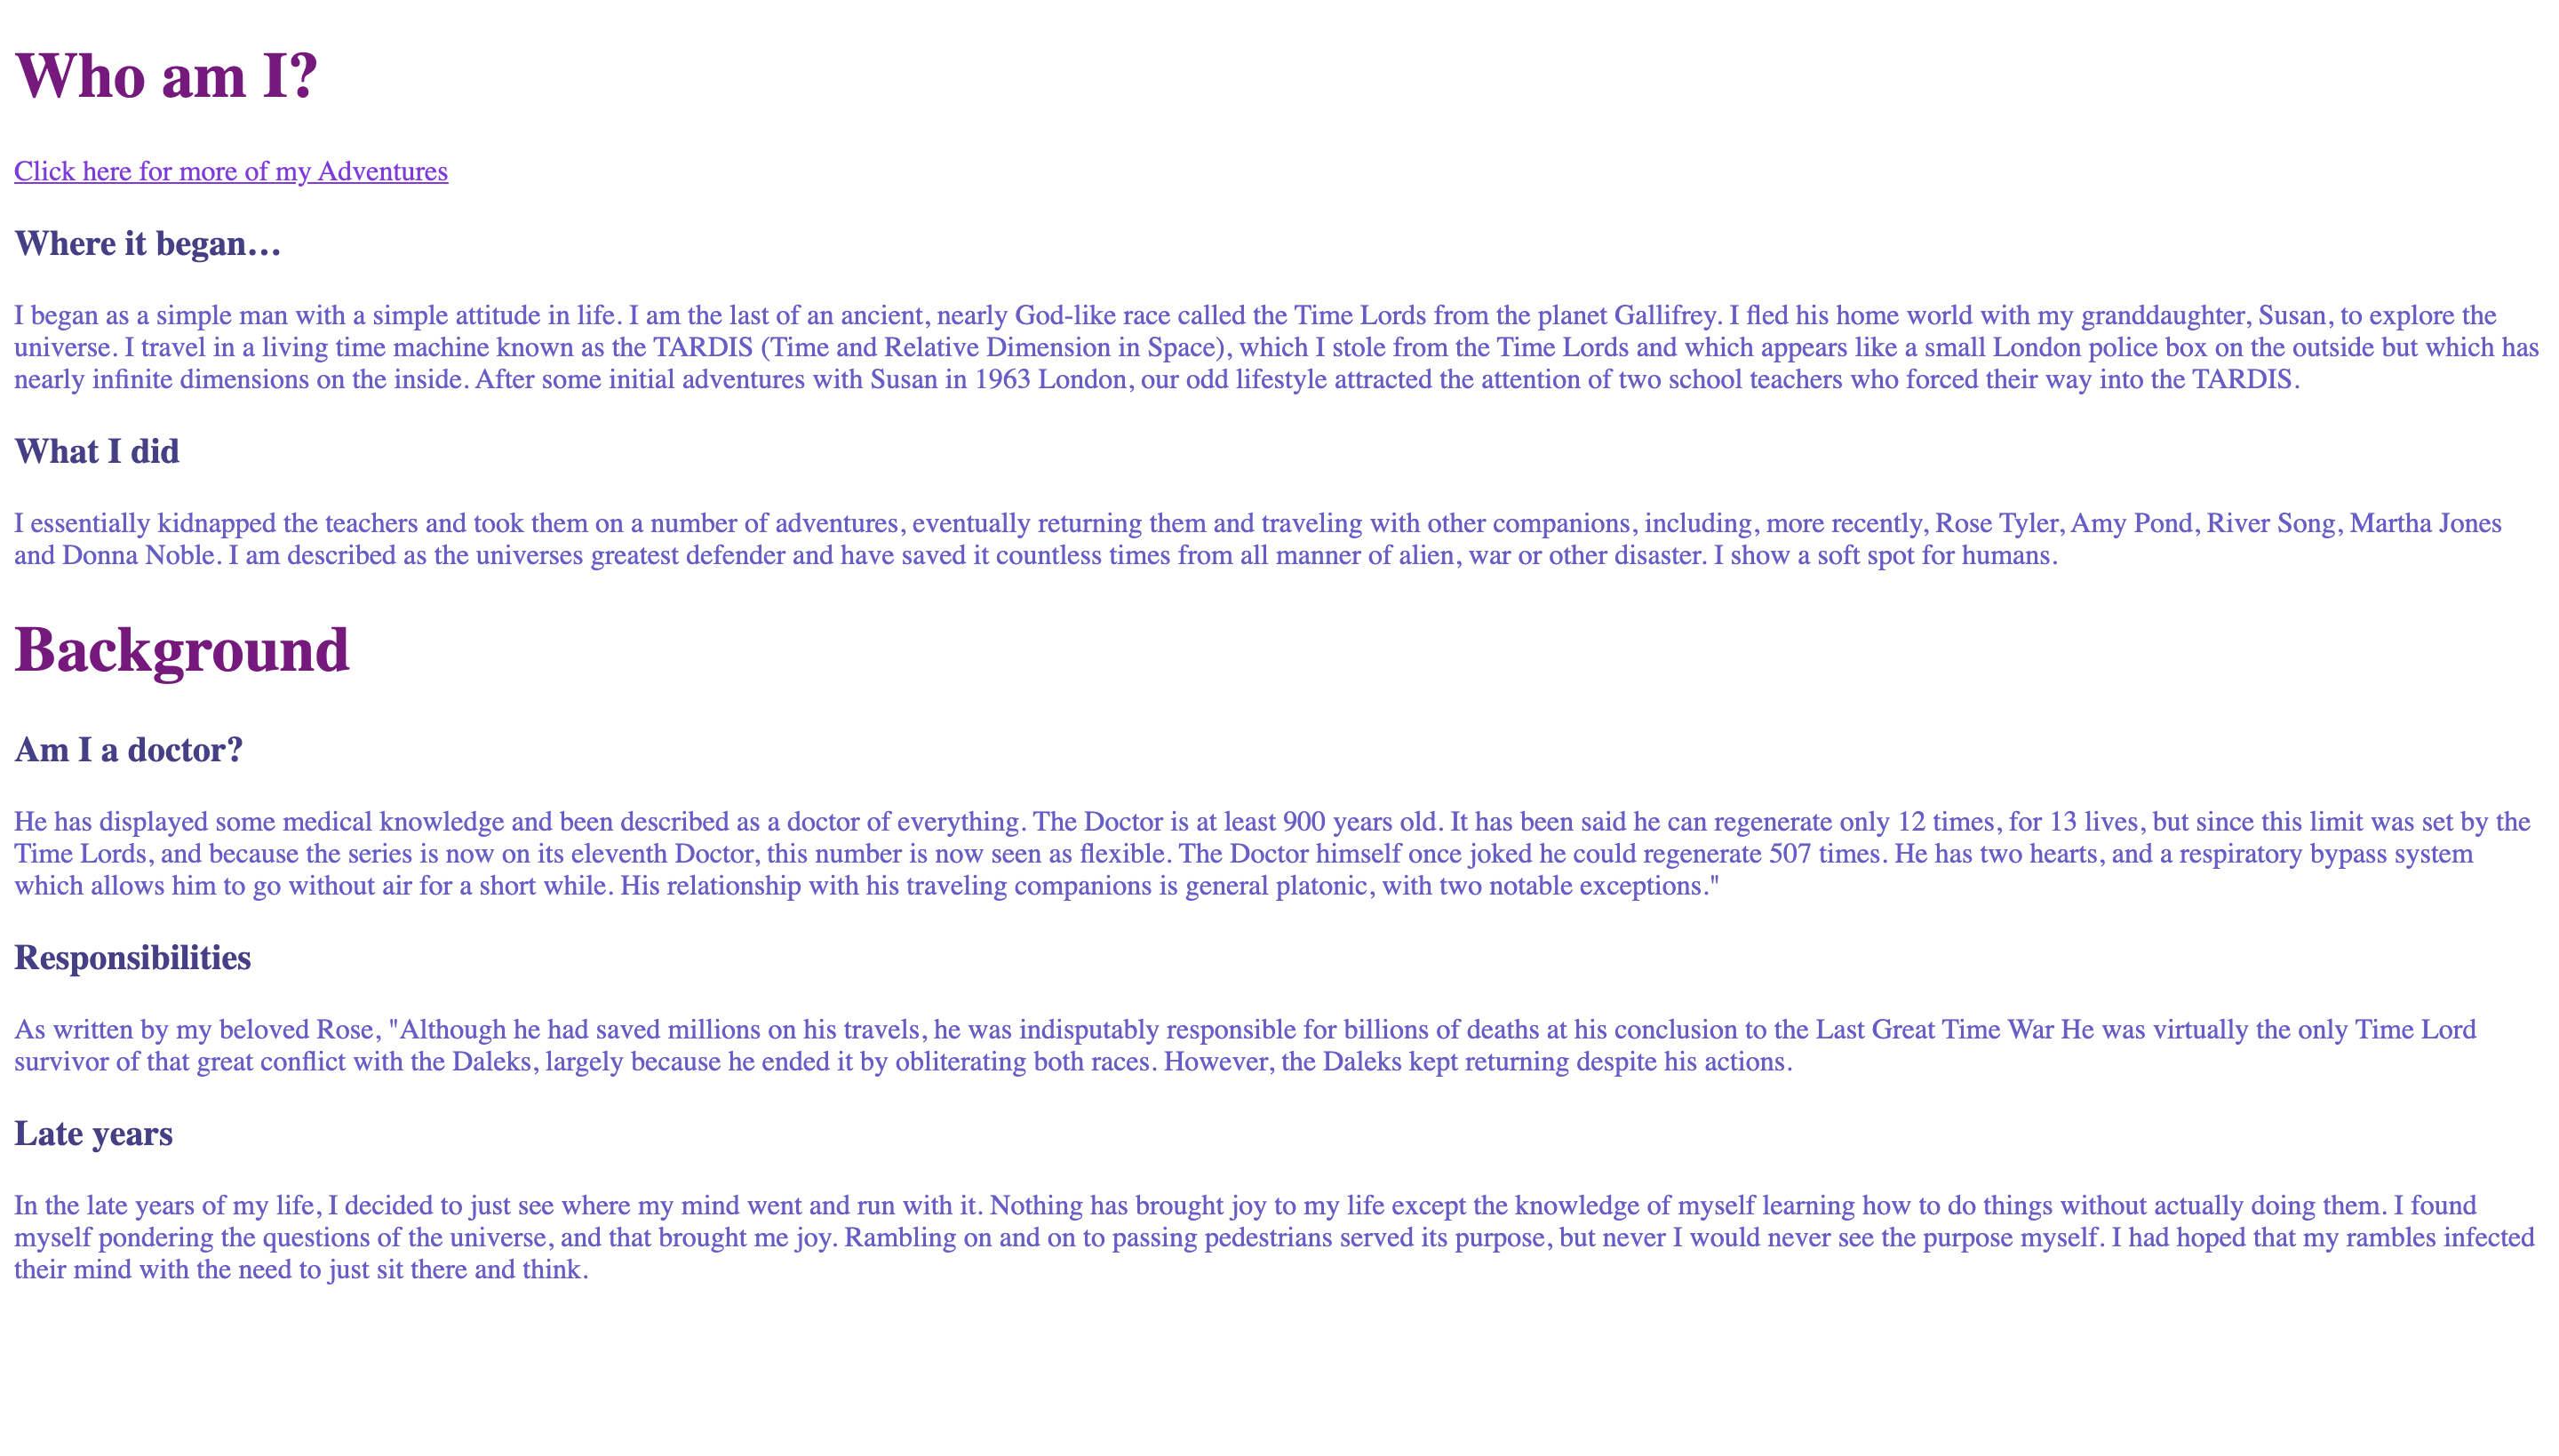 Who am I?
Click here for more of my Adventures
Where it began…
I began as a simple man with a simple attitude in life. I am the last of an ancient, nearly God-like race called the Time Lords from the planet Gallifrey. I fled his home world with my granddaughter, Susan, to explore the
universe. I travel in a living time machine known as the TARDIS (Time and Relative Dimension in Space), which I stole from the Time Lords and which appears like a small London police box on the outside but which has
nearly infinite dimensions on the inside. After some initial adventures with Susan in 1963 London, our odd lifestyle attracted the attention of two school teachers who forced their way into the TARDIS.
What I did
I essentially kidnapped the teachers and took them on a number of adventures, eventually returning them and traveling with other companions, including, more recently, Rose Tyler, Amy Pond, River Song, Martha Jones
and Donna Noble. I am described as the universes greatest defender and have saved it countless times from all manner of alien, war or other disaster. I show a soft spot for humans.
Background
Am I a doctor?
He has displayed some medical knowledge and been described as a doctor of everything. The Doctor is at least 900 years old. It has been said he can regenerate only 12 times, for 13 lives, but since this limit was set by the
Time Lords, and because the series is now on its eleventh Doctor, this number is now seen as flexible. The Doctor himself once joked he could regenerate 507 times. He has two hearts, and a respiratory bypass system
which allows him to go without air for a short while. His relationship with his traveling companions is general platonic, with two notable exceptions."
Responsibilities
As written by my beloved Rose, "Although he had saved millions on his travels, he was indisputably responsible for billions of deaths at his conclusion to the Last Great Time War He was virtually the only Time Lord
survivor of that great conflict with the Daleks, largely because he ended it by obliterating both races. However, the Daleks kept returning despite his actions.
Late years
In the late years of my life, I decided to just see where my mind went and run with it. Nothing has brought joy to my life except the knowledge of myself learning how to do things without actually doing them. I found
myself pondering the questions of the universe, and that brought me joy. Rambling on and on to passing pedestrians served its purpose, but never I would never see the purpose myself. I had hoped that my rambles infected
their mind with the need to just sit there and think.